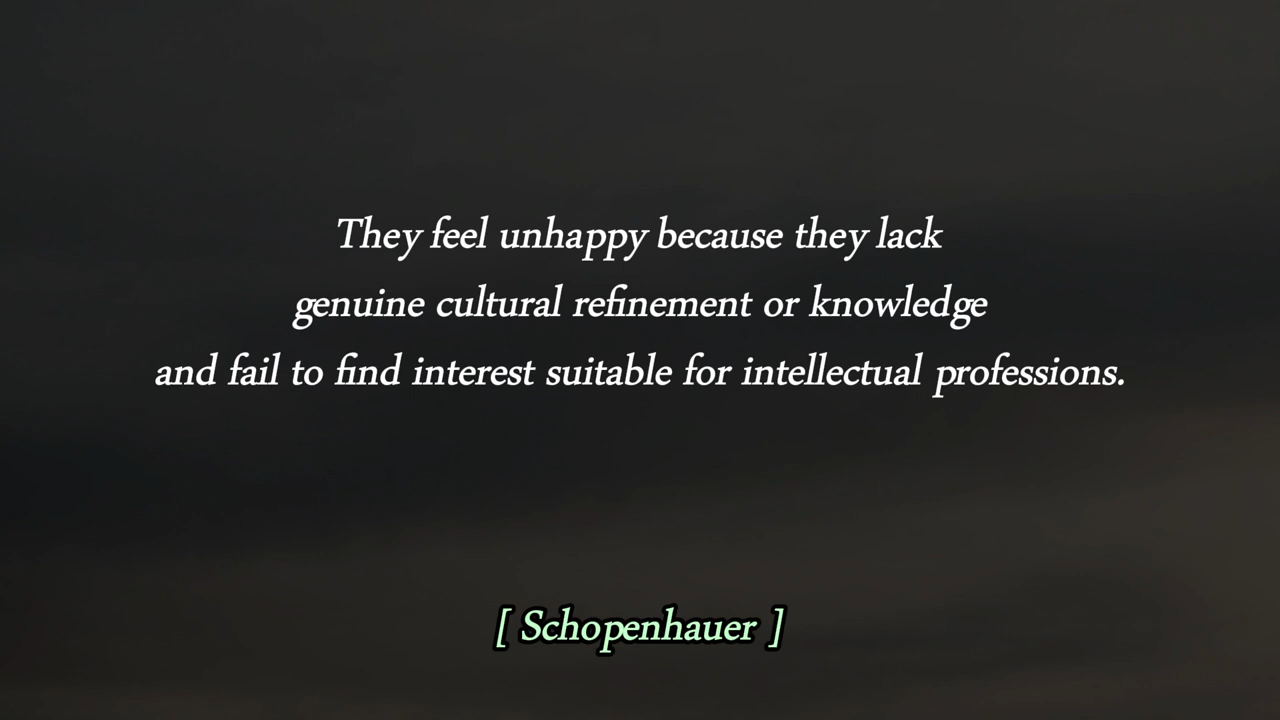 They feel unhappy because they lack
genuine cultural refinement or knowledge
and fail to find interest suitable for intellectual professions.
[ Schopenhauer ]